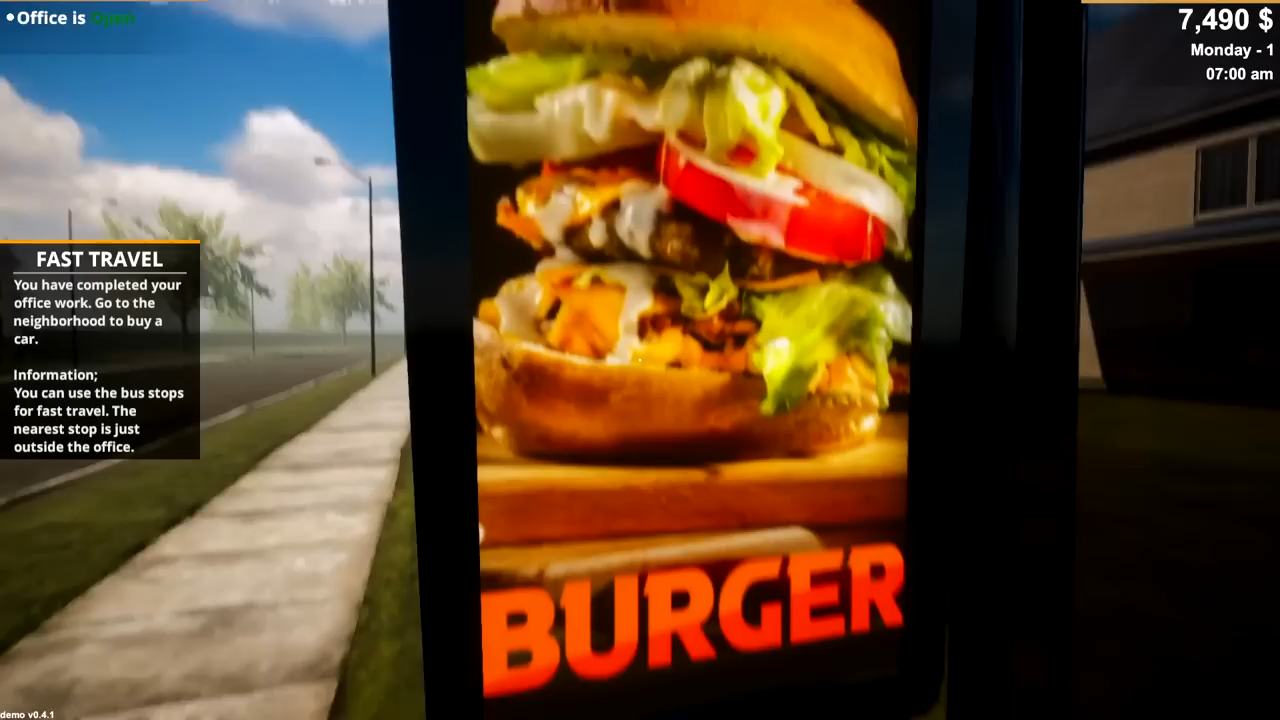 •Office is Open
7,490 $
Monday - 1
07:00 am
FAST TRAVEL
You have completed your
office work. Go to the
neighborhood to buy a
car.
Information;
You can use the bus stops
for fast travel. The
nearest stop is just
outside the office.
BURGER
demo v0.4.1